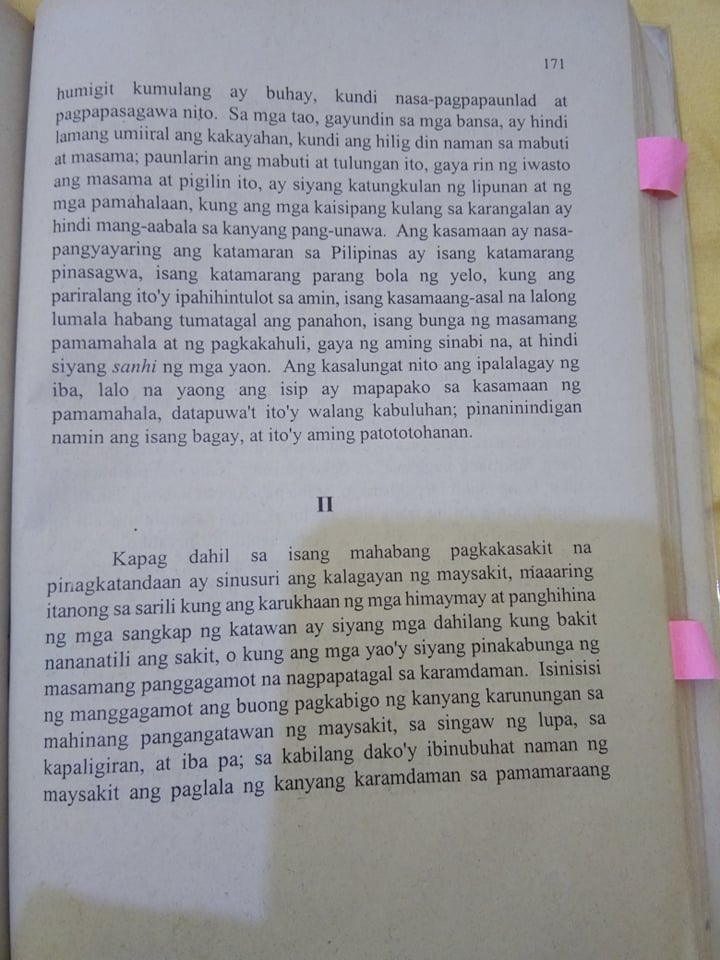 171
humigit kumulang ay buhay, kundi nasa-pagpapaunlad at
pagpapasagawa nito. Sa mga tao, gayundin sa mga bansa, ay hindi
lamang umiiral ang kakayahan, kundi ang hilig din naman sa mabuti
at masama; paunlarin ang mabuti at tulungan ito, gaya rin ng iwasto
ang masama at pigilin ito, ay siyang katungkulan ng lipunan at ng
mga pamahalaan, kung ang mga kaisipang kulang sa karangalan ay
hindi mang-aabala sa kanyang pang-unawa. Ang kasamaan ay nasa-
pangyayaring ang katamaran sa Pilipinas ay isang katamarang
pinasagwa, isang katamarang parang bola ng yelo, kung ang
pariralang ito'y ipahihintulot sa amin, isang kasamaang-asal na lalong
lumala habang tumatagal ang panahon, isang bunga ng masamang
pamamahala at ng pagkakahuli, gaya ng aming sinabi na, at hindi
siyang sanhi ng mga yaon. Ang kasalungat nito ang ipalalagay ng
iba, lalo na yaong ang isip ay mapapako sa kasamaan ng
pamamahala, datapuwa't ito'y walang kabuluhan; pinaninindigan
namin ang isang bagay, at ito'y aming patototohanan.
II
Kapag dahil sa isang mahabang pagkakasakit na
pinagkatandaan ay sinusuri ang kalagayan ng maysakit, maaaring
itanong sa sarili kung ang karukhaan ng mga himaymay at panghihina
ng mga sangkap ng katawan ay siyang mga dahilang kung bakit
nananatili ang sakit, o kung ang mga yao'y siyang pinakabunga ng
masamang panggagamot na nagpapatagal sa karamdaman. Isinisisi
ng manggagamot ang buong pagkabigo ng kanyang karunungan sa
mahinang pangangatawan ng maysakit, sa singaw ng lupa, sa
kapaligiran, at iba pa; sa kabilang dako'y ibinubuhat naman ng
maysakit ang paglala ng kanyang karamdaman sa pamamaraang